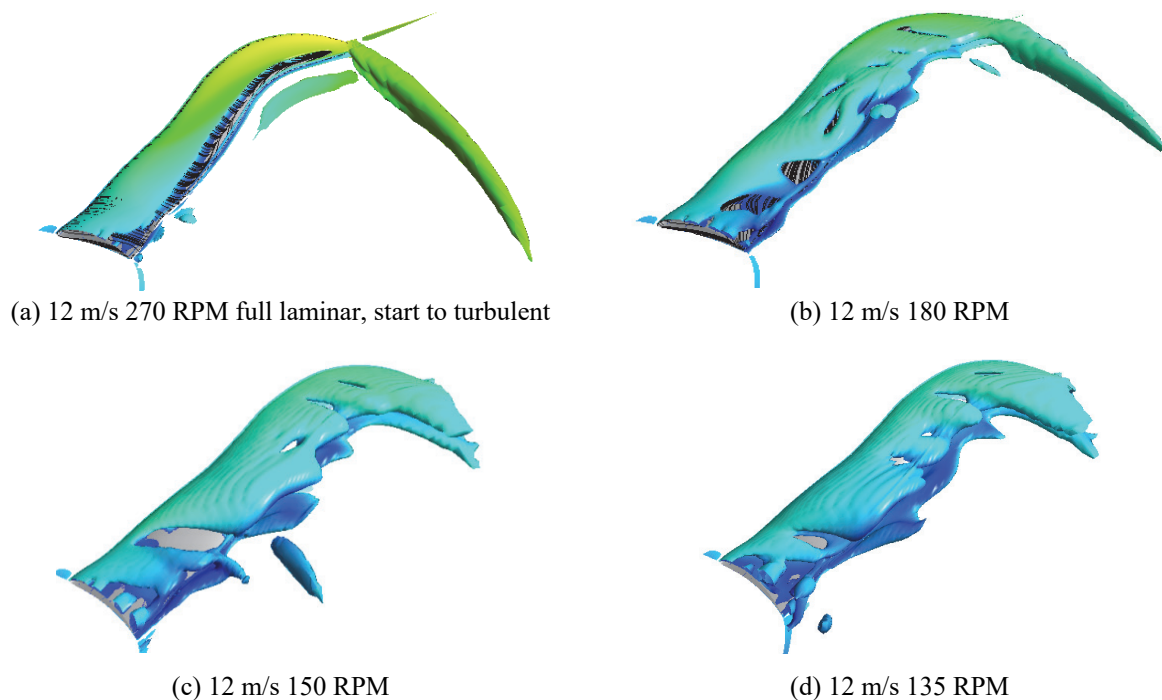 (a) 12 m/s 270 RPM full laminar, start to turbulent
(b) 12 m/s 180 RPM
(c) 12 m/s 150 RPM
(d) 12 m/s 135 RPM